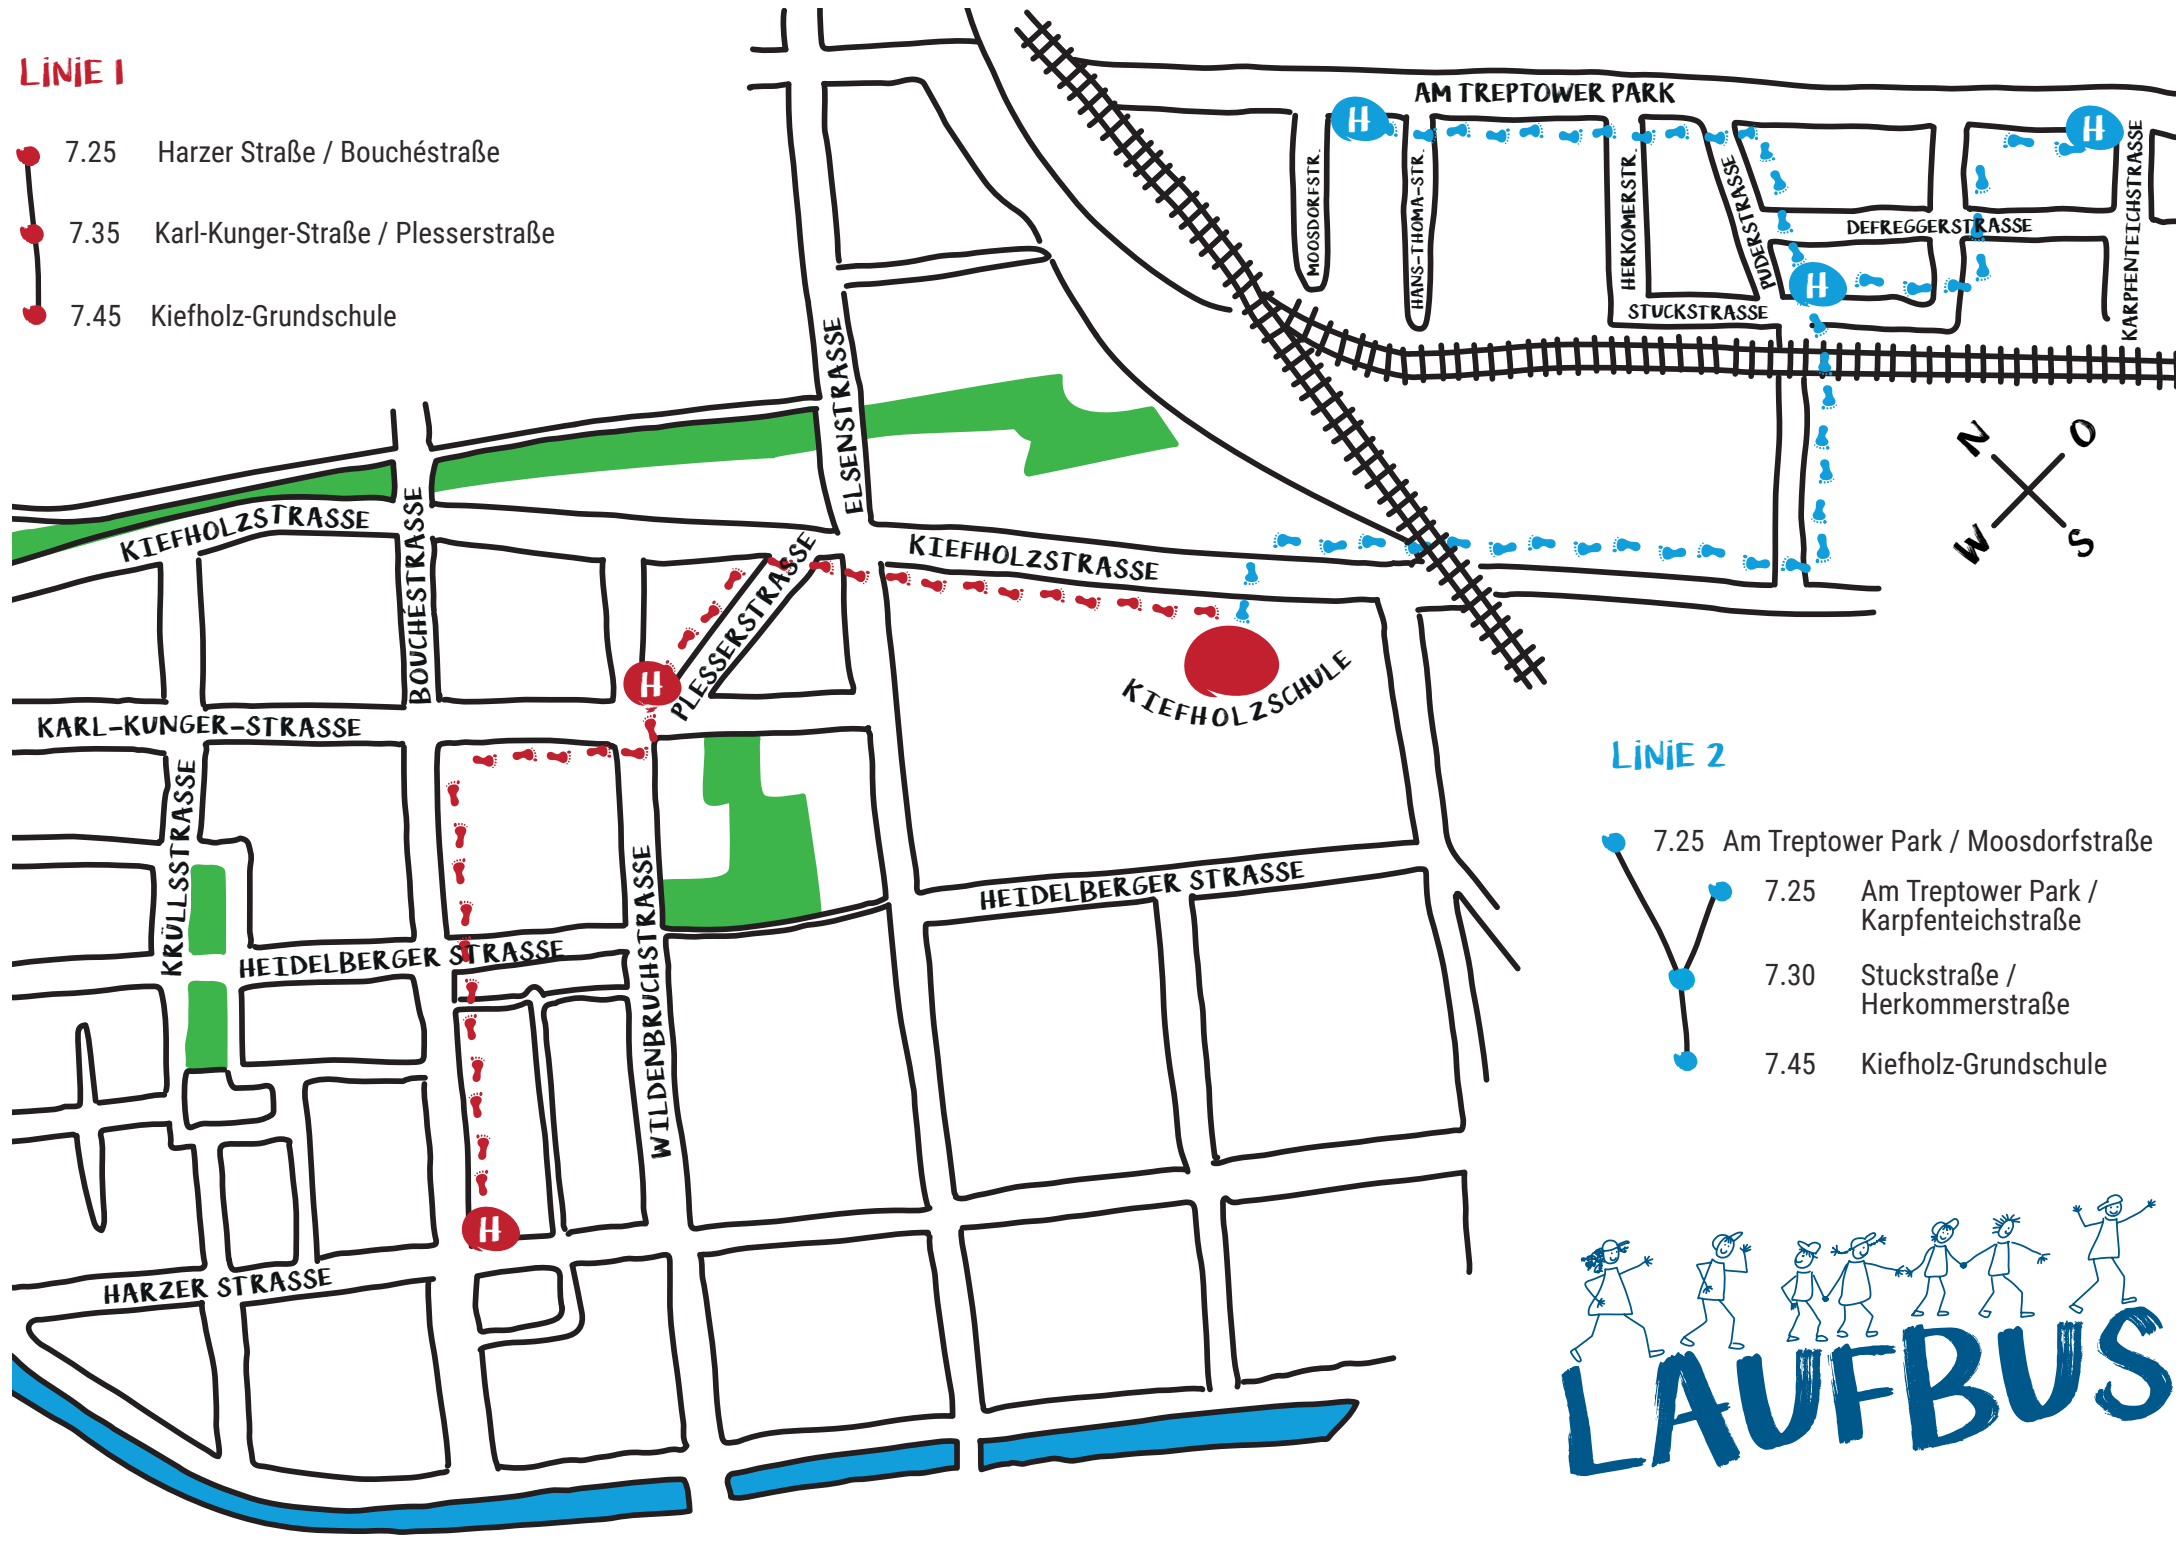 LINIE 1
7.25 Harzer Straße / Bouchéstraße
7.35 Karl-Kunger-Straße / Plesserstraße
7.45 Kiefholz-Grundschule
AM TREPTOWER PARK
H
H
MOOSDORFSTR.
HANS-THOMA-STR.
HERKOMERSTR.
PUDERSTRASSE
DEFREGGERSTRASSE
KARPFENTEICHSTRASSE
H
STUCKSTRASSE
N
O
W
S
ELSENSTRASSE
KIEFHOLZSTRASSE
BOUCHÉSTRASSE
KIEFHOLZSTRASSE
PLESSERSTRASSE
H
KIEFHOLZSCHULE
KARL-KUNGER-STRASSE
KRÜLLSSTRASSE
WILDENBRUCHSTRASSE
HEIDELBERGER STRASSE
HEIDELBERGER STRASSE
H
HARZER STRASSE
LINIE 2
7.25 Am Treptower Park / Moosdorfstraße
7.25 Am Treptower Park /
Karpfenteichstraße
7.30 Stuckstraße /
Herkommerstraße
7.45 Kiefholz-Grundschule
LAUFBUS